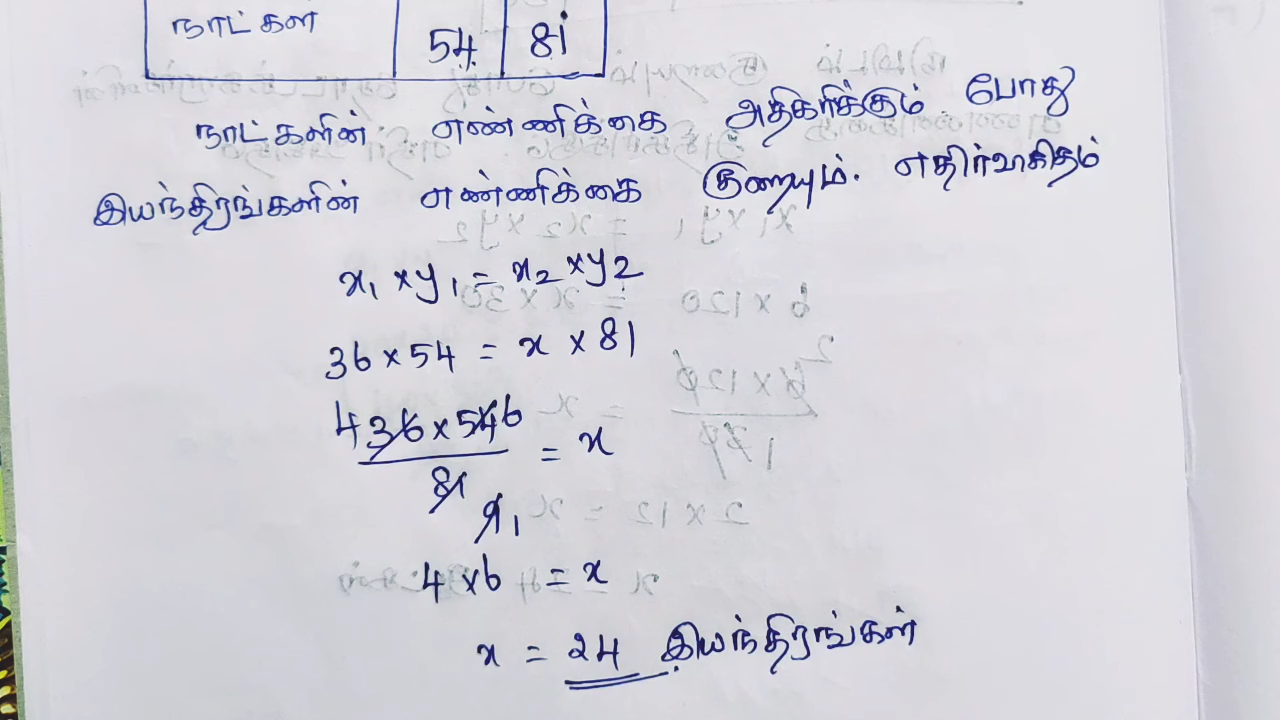 நாட்கள் 54 81
நாட்களின் எண்ணிக்கை அதிகரிக்கும் போது
இயந்திரங்களின் எண்ணிக்கை குறையும். எதிர்விகிதம்
x₁ × y₁ = x₂ × y₂
36 × 54 = x × 81
4 36 × 54 6
= x
81
9 1
4 × 6 = x
x = 24 இயந்திரங்கள்